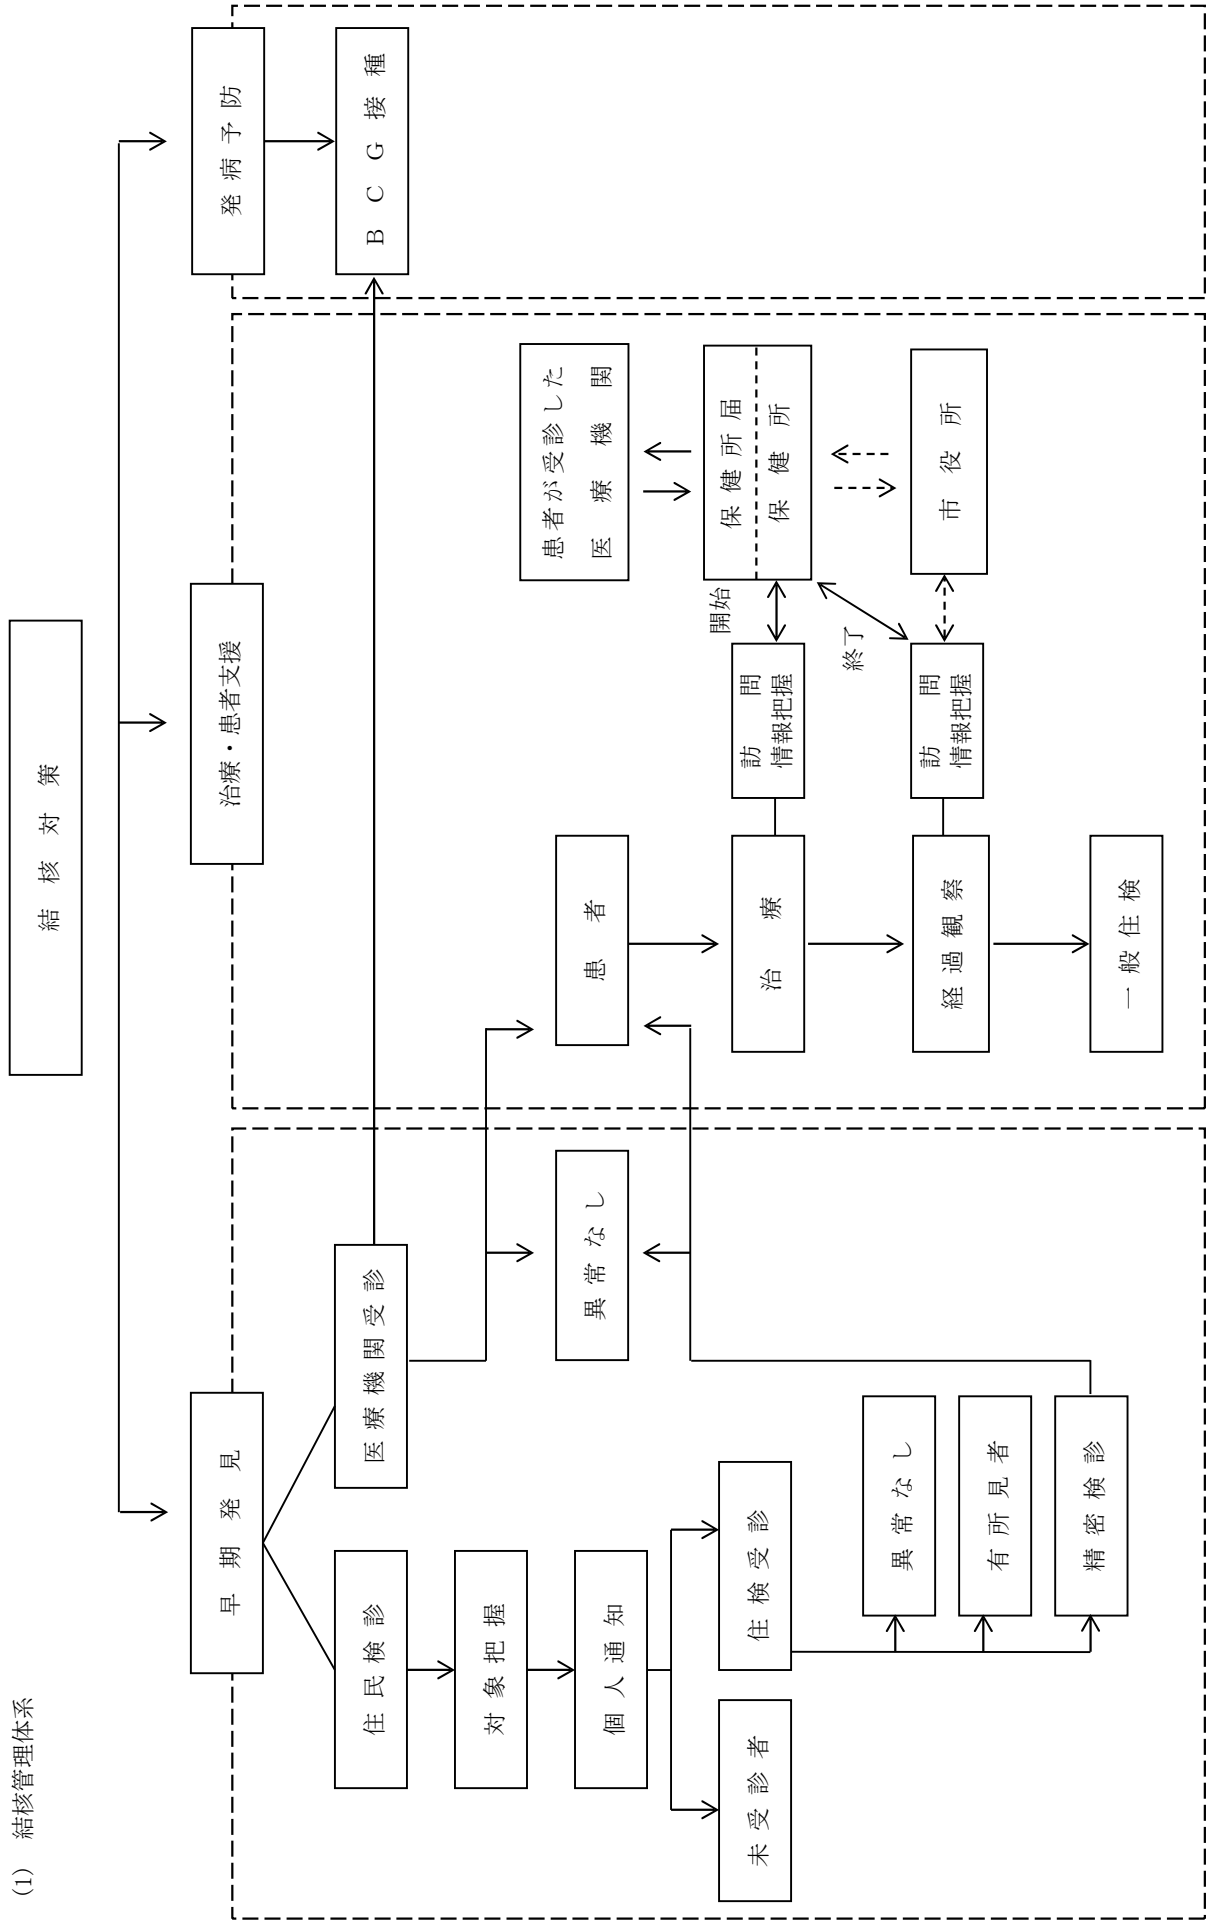 (1)　結核管理体系
結核対策
早期発見
治療・患者支援
発病予防
住民検診
医療機関受診
BCG接種
対象把握
個人通知
異常なし
患者
患者が受診した
医療機関
未受診者
住検受診
治療
訪問
情報把握
開始
保健所届
保健所
終了
異常なし
有所見者
精密検診
経過観察
訪問
情報把握
市役所
一般住検